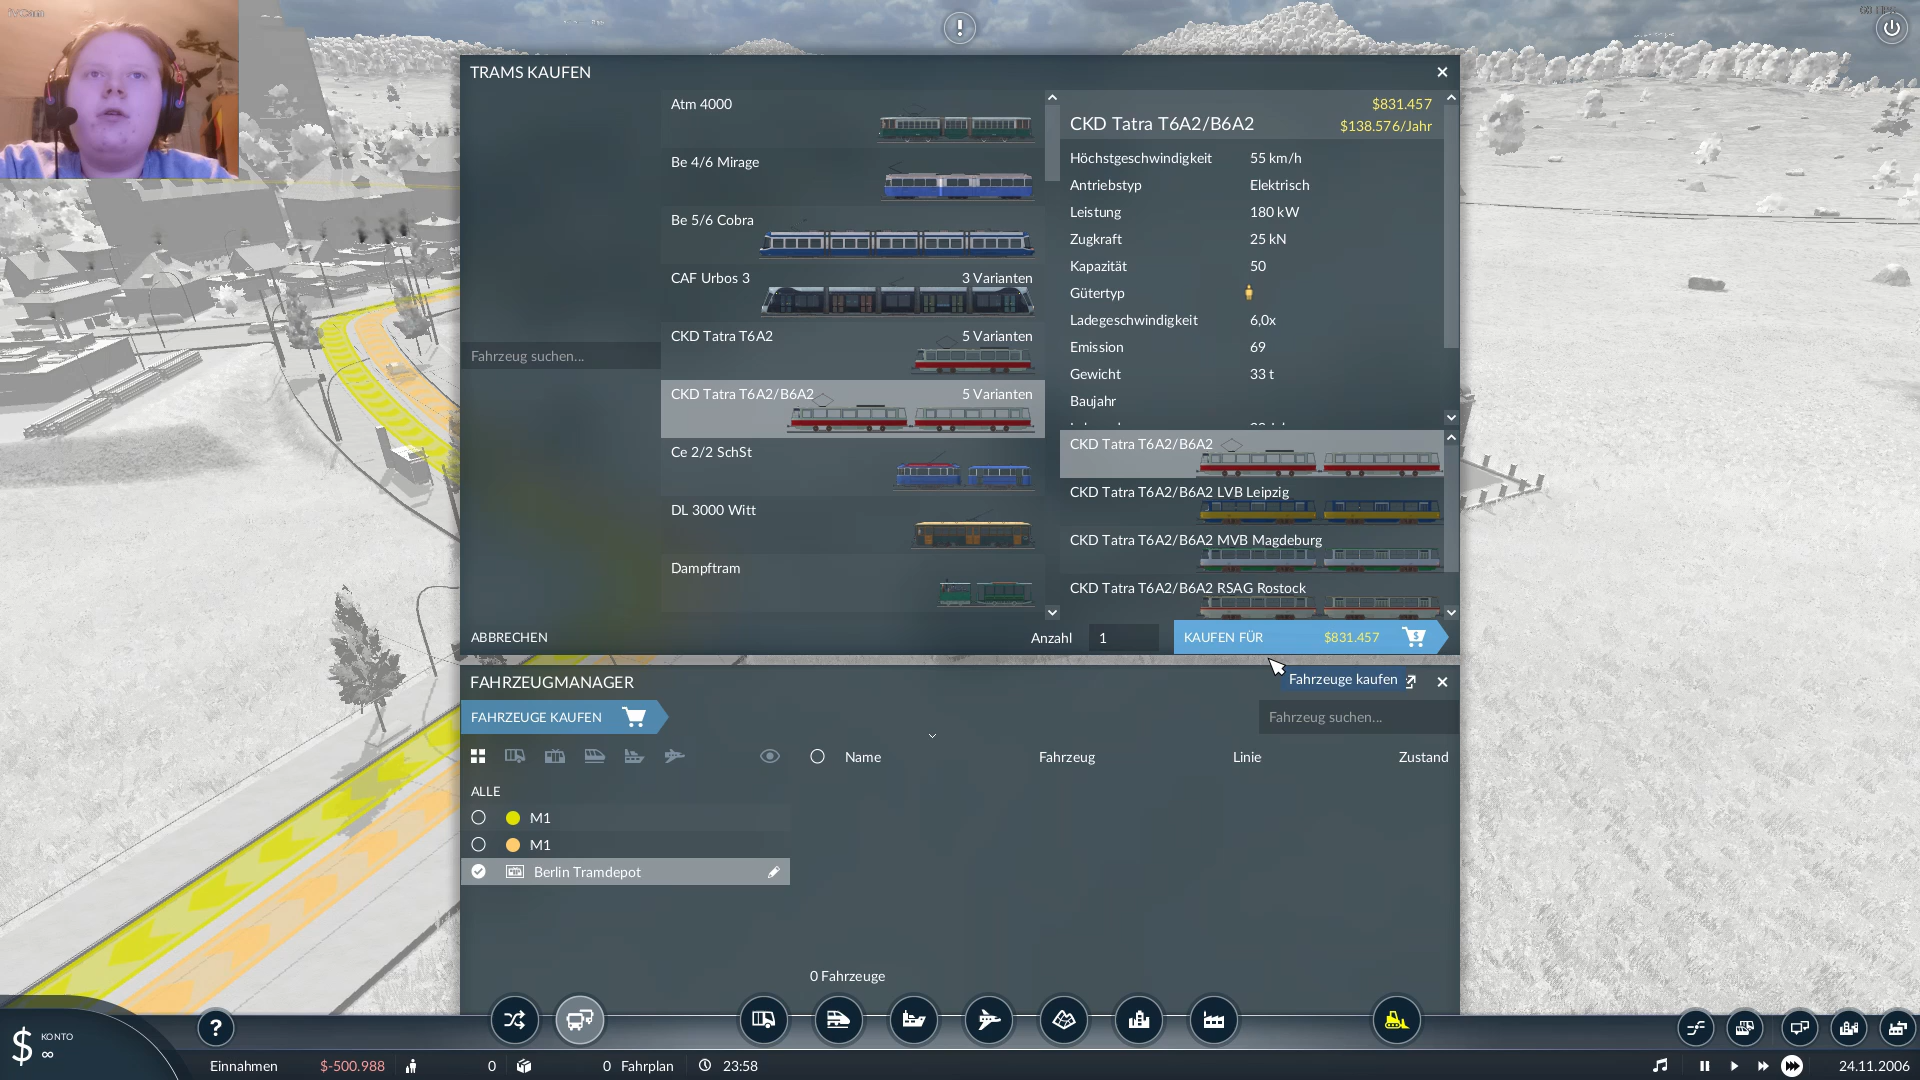 ivCam
TRAMS KAUFEN
Atm 4000
Be 4/6 Mirage
Be 5/6 Cobra
CAF Urbos 3
3 Varianten
CKD Tatra T6A2
5 Varianten
Fahrzeug suchen...
CKD Tatra T6A2/B6A2
5 Varianten
Ce 2/2 SchSt
DL 3000 Witt
Dampftram
$831.457
CKD Tatra T6A2/B6A2
$138.576/Jahr
Höchstgeschwindigkeit 55 km/h
Antriebstyp Elektrisch
Leistung 180 kW
Zugkraft 25 kN
Kapazität 50
Gütertyp
Ladegeschwindigkeit 6,0x
Emission 69
Gewicht 33 t
Baujahr
CKD Tatra T6A2/B6A2
CKD Tatra T6A2/B6A2 LVB Leipzig
CKD Tatra T6A2/B6A2 MVB Magdeburg
CKD Tatra T6A2/B6A2 RSAG Rostock
ABBRECHEN
Anzahl 1
KAUFEN FÜR $831.457
Fahrzeuge kaufen
FAHRZEUGMANAGER
FAHRZEUGE KAUFEN
Fahrzeug suchen...
Name Fahrzeug Linie Zustand
ALLE
M1
M1
Berlin Tramdepot
0 Fahrzeuge
?
$ KONTO
∞
Einnahmen $-500.988 0 0 Fahrplan 23:58 24.11.2006